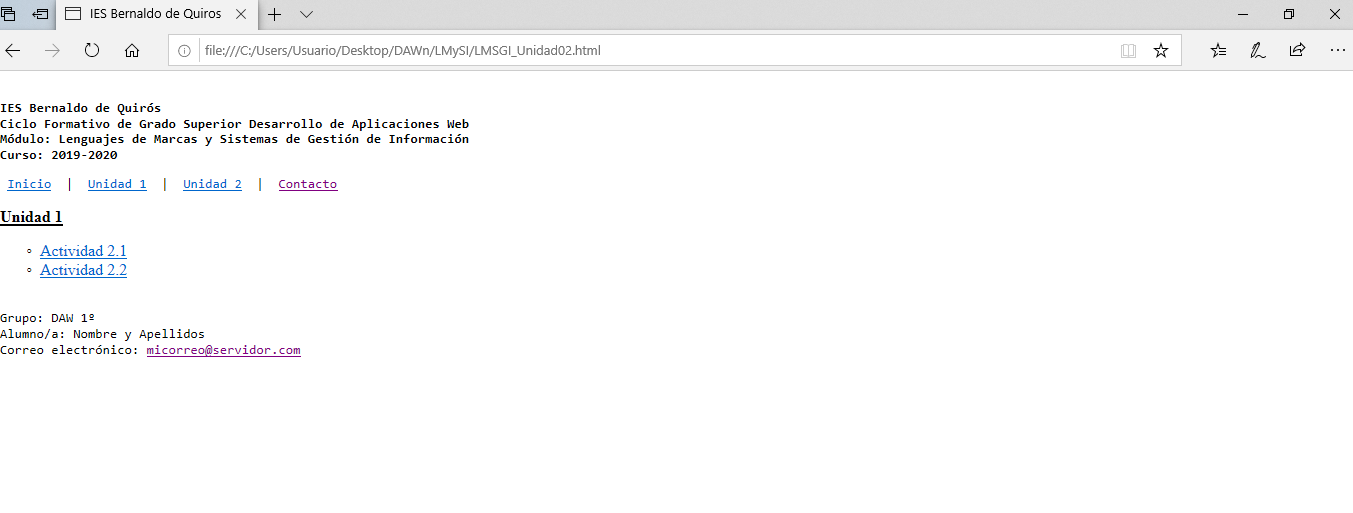 IES Bernaldo de Quiros
file:///C:/Users/Usuario/Desktop/DAWn/LMySI/LMSGI_Unidad02.html
IES Bernaldo de Quirós
Ciclo Formativo de Grado Superior Desarrollo de Aplicaciones Web
Módulo: Lenguajes de Marcas y Sistemas de Gestión de Información
Curso: 2019-2020
Inicio | Unidad 1 | Unidad 2 | Contacto
Unidad 1
Actividad 2.1
Actividad 2.2
Grupo: DAW 1º
Alumno/a: Nombre y Apellidos
Correo electrónico: micorreo@servidor.com